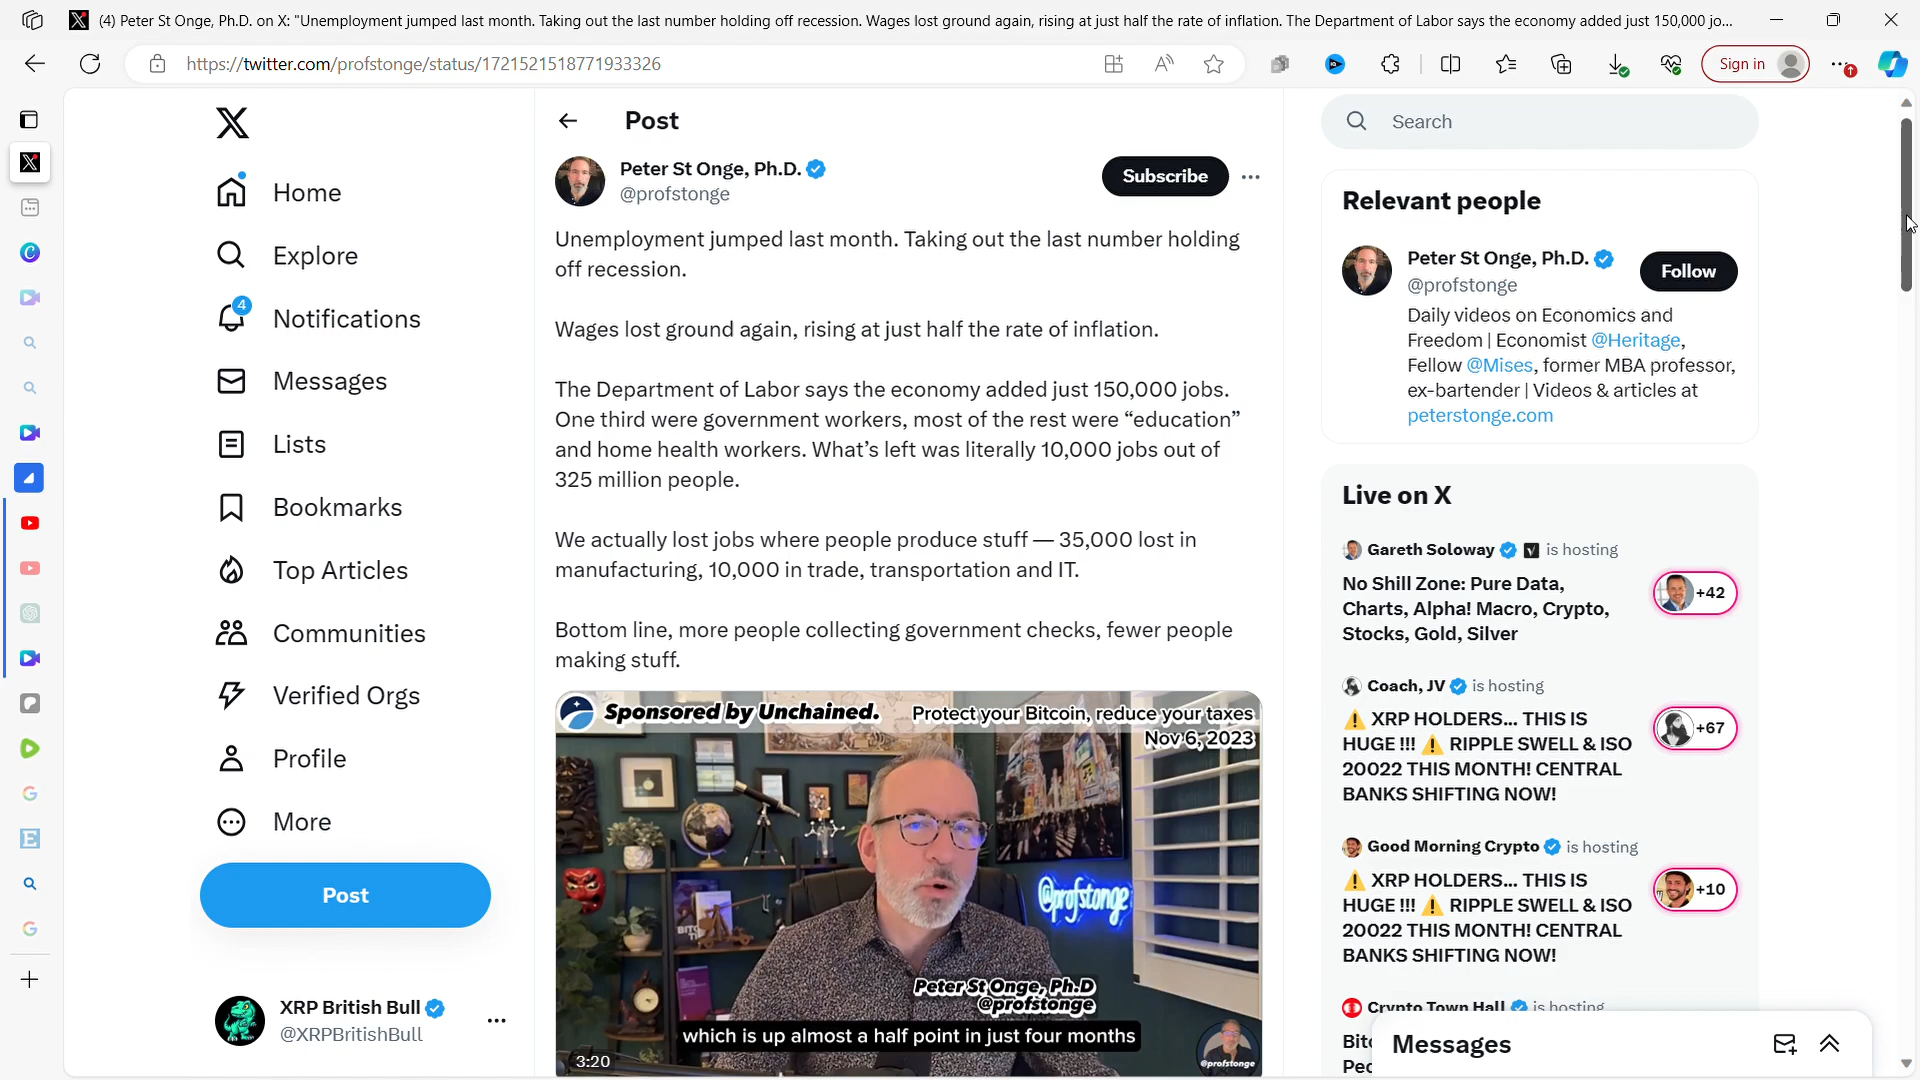 (4) Peter St Onge, Ph.D. on X: "Unemployment jumped last month. Taking out the last number holding off recession. Wages lost ground again, rising at just half the rate of inflation. The Department of Labor says the economy added just 150,000 jo...
https://twitter.com/profstonge/status/1721521518771933326
Sign in
Home
Explore
4
Notifications
Messages
Lists
Bookmarks
Top Articles
Communities
Verified Orgs
Profile
More
Post
XRP British Bull
@XRPBritishBull
Post
Peter St Onge, Ph.D.
@profstonge
Subscribe
Unemployment jumped last month. Taking out the last number holding
off recession.
Wages lost ground again, rising at just half the rate of inflation.
The Department of Labor says the economy added just 150,000 jobs.
One third were government workers, most of the rest were “education”
and home health workers. What’s left was literally 10,000 jobs out of
325 million people.
We actually lost jobs where people produce stuff — 35,000 lost in
manufacturing, 10,000 in trade, transportation and IT.
Bottom line, more people collecting government checks, fewer people
making stuff.
Sponsored by Unchained.
Protect your Bitcoin, reduce your taxes
Nov 6, 2023
@profstonge
Peter St Onge, Ph.D
@profstonge
which is up almost a half point in just four months
3:20
@profstonge
Search
Relevant people
Peter St Onge, Ph.D.
@profstonge
Follow
Daily videos on Economics and
Freedom | Economist @Heritage,
Fellow @Mises, former MBA professor,
ex-bartender | Videos & articles at
peterstonge.com
Live on X
Gareth Soloway is hosting
No Shill Zone: Pure Data,
Charts, Alpha! Macro, Crypto,
Stocks, Gold, Silver
+42
Coach, JV is hosting
⚠️ XRP HOLDERS... THIS IS
HUGE !!! ⚠️ RIPPLE SWELL & ISO
20022 THIS MONTH! CENTRAL
BANKS SHIFTING NOW!
+67
Good Morning Crypto is hosting
⚠️ XRP HOLDERS... THIS IS
HUGE !!! ⚠️ RIPPLE SWELL & ISO
20022 THIS MONTH! CENTRAL
BANKS SHIFTING NOW!
+10
Crypto Town Hall is hosting
Messages